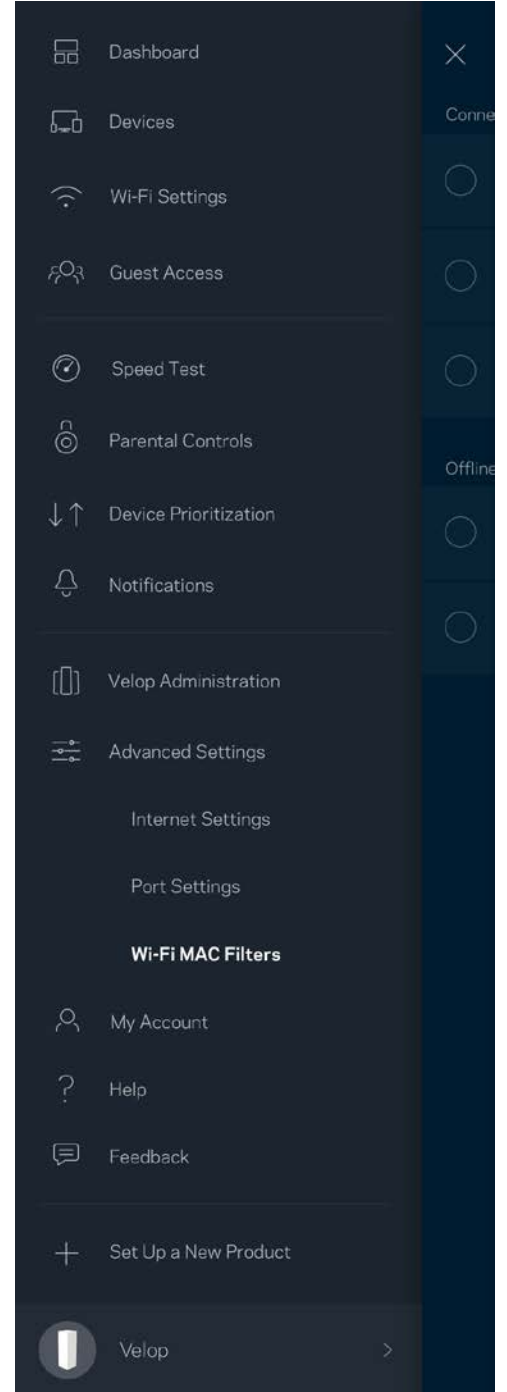 Dashboard
Devices
Wi-Fi Settings
Guest Access
Speed Test
Parental Controls
Device Prioritization
Notifications
Velop Administration
Advanced Settings
Internet Settings
Port Settings
Wi-Fi MAC Filters
My Account
Help
Feedback
Set Up a New Product
Velop
Conne
Offline